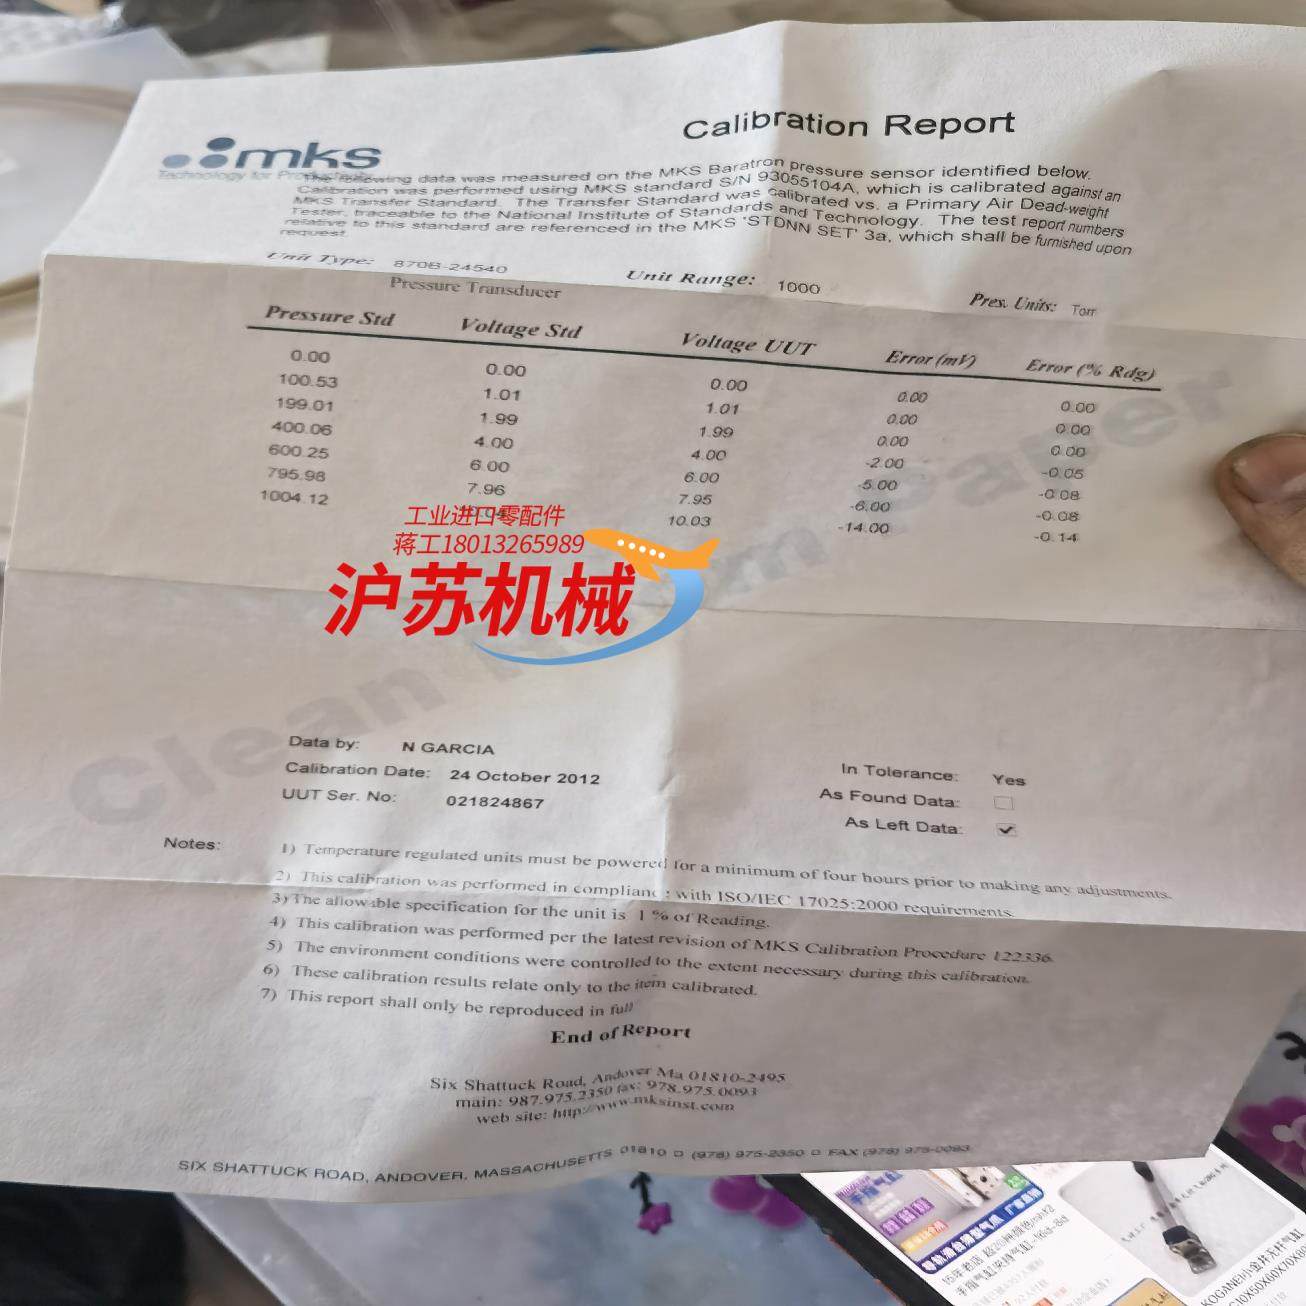 Calibration Report
mks
Technology for
The following data was measured on the MKS Baratron pressure sensor identified below.
Calibration was performed using MKS standard S/N 93055104A, which is calibrated against an
MKS Transfer Standard. The Transfer Standard was calibrated vs. a Primary Air Dead-weight
Tester, traceable to the National Institute of Standards and Technology. The test report numbers
relative to this standard are referenced in the MKS 'STDNN SET' 3a, which shall be furnished upon
request.
Unit Type: 870B-24540 Unit Range: 1000 Pres. Units: Torr
Pressure Transducer
Pressure Std Voltage Std Voltage UUT Error (mV) Error (% Rdg)
0.00 0.00 0.00 0.00 0.00
100.53 1.01 1.01 0.00 0.00
199.01 1.99 1.99 0.00 0.00
400.06 4.00 4.00 -2.00 -0.05
600.25 6.00 6.00 -5.00 -0.08
795.98 7.96 7.95 -6.00 -0.08
1004.12 10.03 -14.00 -0.14
工业进口零配件
蒋工18013265989
沪苏机械
Clean
Data by: N GARCIA
Calibration Date: 24 October 2012
UUT Ser. No: 021824867
In Tolerance: Yes
As Found Data:
As Left Data: ✔
Notes:
1) Temperature regulated units must be powered for a minimum of four hours prior to making any adjustments.
2) This calibration was performed in compliance with ISO/IEC 17025:2000 requirements.
3) The allowable specification for the unit is 1 % of Reading.
4) This calibration was performed per the latest revision of MKS Calibration Procedure 122336.
5) The environment conditions were controlled to the extent necessary during this calibration.
6) These calibration results relate only to the item calibrated.
7) This report shall only be reproduced in full
End of Report
Six Shattuck Road, Andover Ma 01810-2495
main: 987.975.2350 fax: 978.975.0093
web site: http://www.mksinst.com
SIX SHATTUCK ROAD, ANDOVER, MASSACHUSETTS 01810 □ (978) 975-2350 □ FAX (978) 975-0093